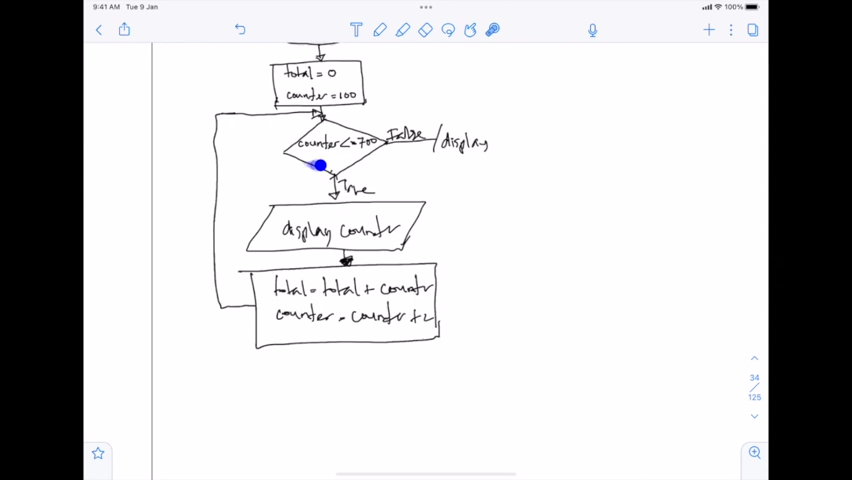 9:41 AM Tue 9 Jan
100%
total = 0
counter = 100
counter <= 700
False
display
True
display counter
total = total + counter
counter = counter + 2
34
125